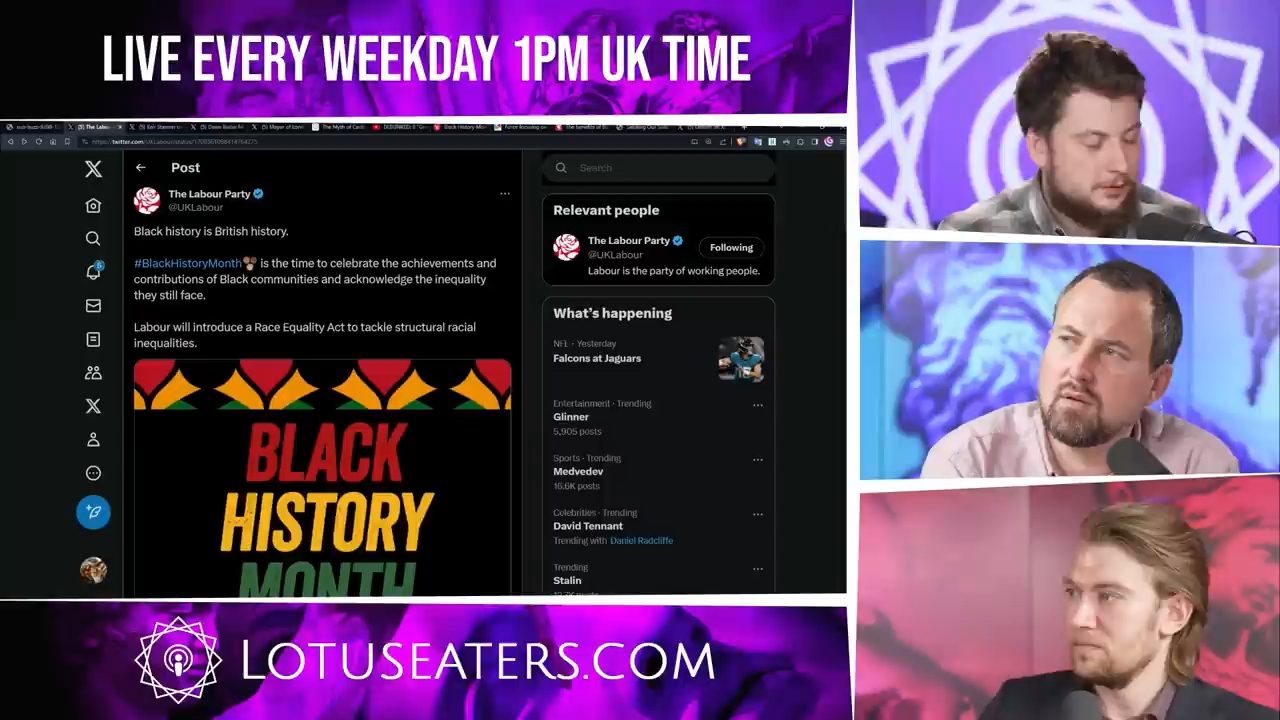 LIVE EVERY WEEKDAY 1PM UK TIME
Post
The Labour Party
@UKLabour
Black history is British history.
#BlackHistoryMonth is the time to celebrate the achievements and
contributions of Black communities and acknowledge the inequality
they still face.
Labour will introduce a Race Equality Act to tackle structural racial
inequalities.
BLACK
HISTORY
MONTH
Search
Relevant people
The Labour Party
@UKLabour
Following
Labour is the party of working people.
What's happening
NFL · Yesterday
Falcons at Jaguars
Entertainment · Trending
Glinner
5,905 posts
Sports · Trending
Medvedev
16.6K posts
Celebrities · Trending
David Tennant
Trending with Daniel Radcliffe
Trending
Stalin
LOTUSEATERS.COM